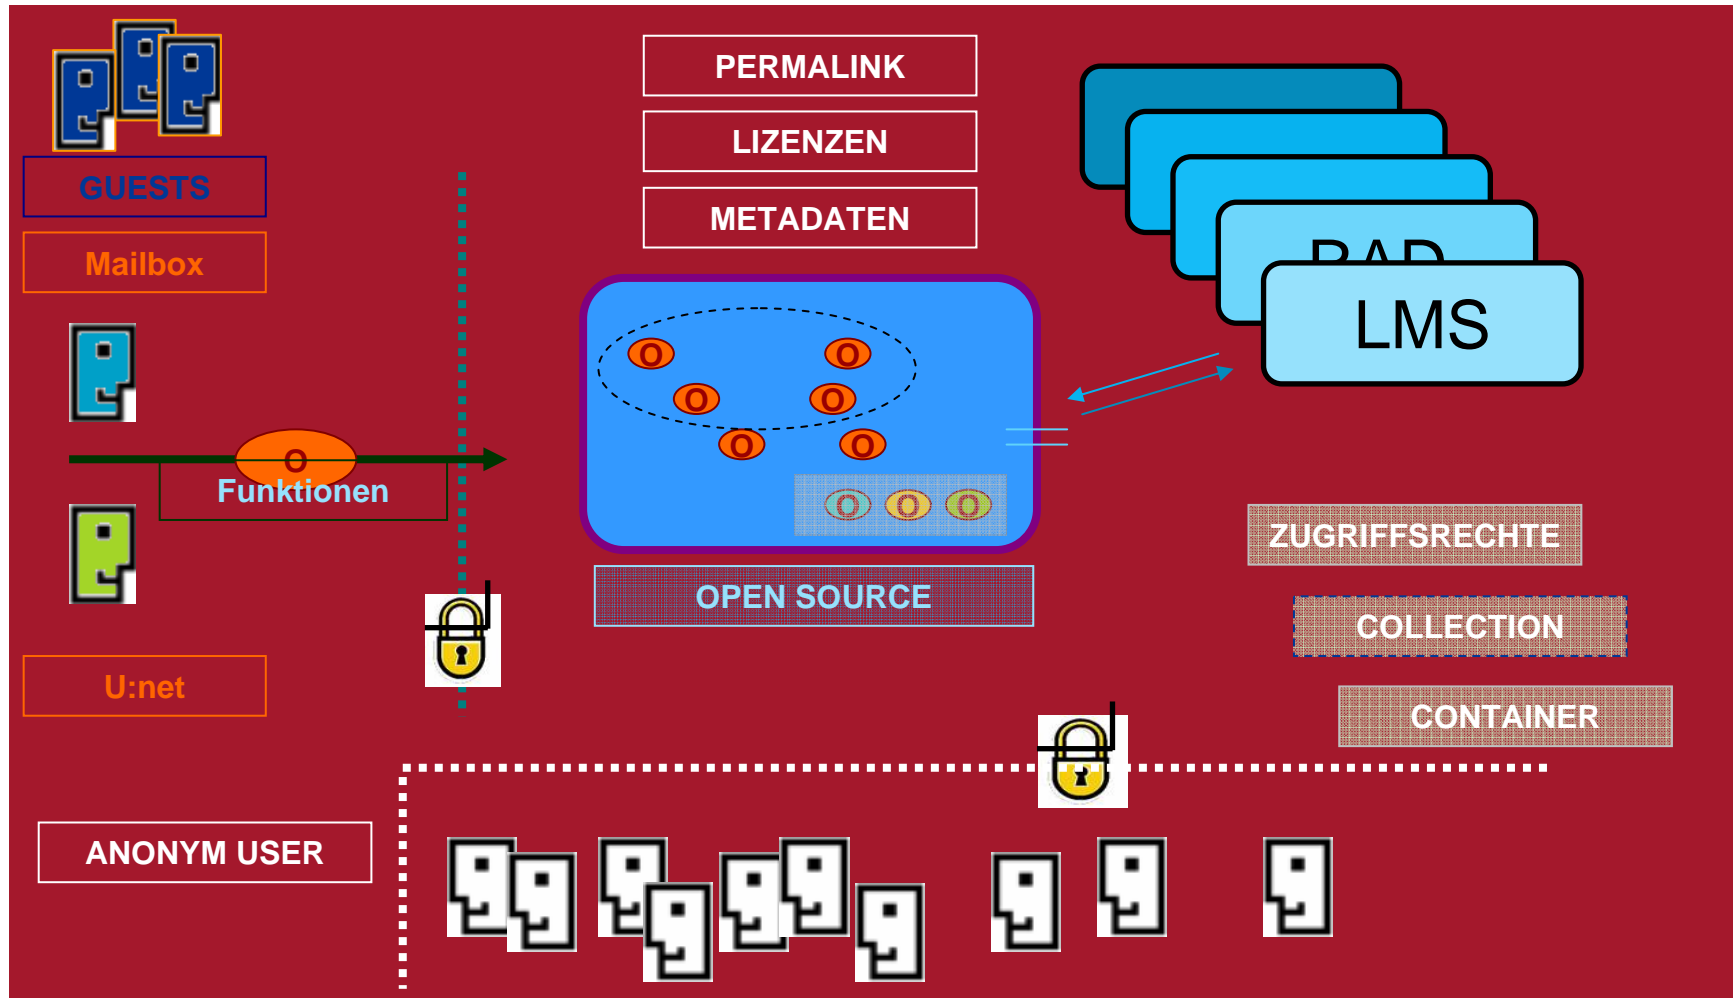 GUESTS
Mailbox
PERMALINK
LIZENZEN
METADATEN
LMS
O
O
O
O
O
O
O
Funktionen
O O O
OPEN SOURCE
ZUGRIFFSRECHTE
COLLECTION
CONTAINER
U:net
ANONYM USER